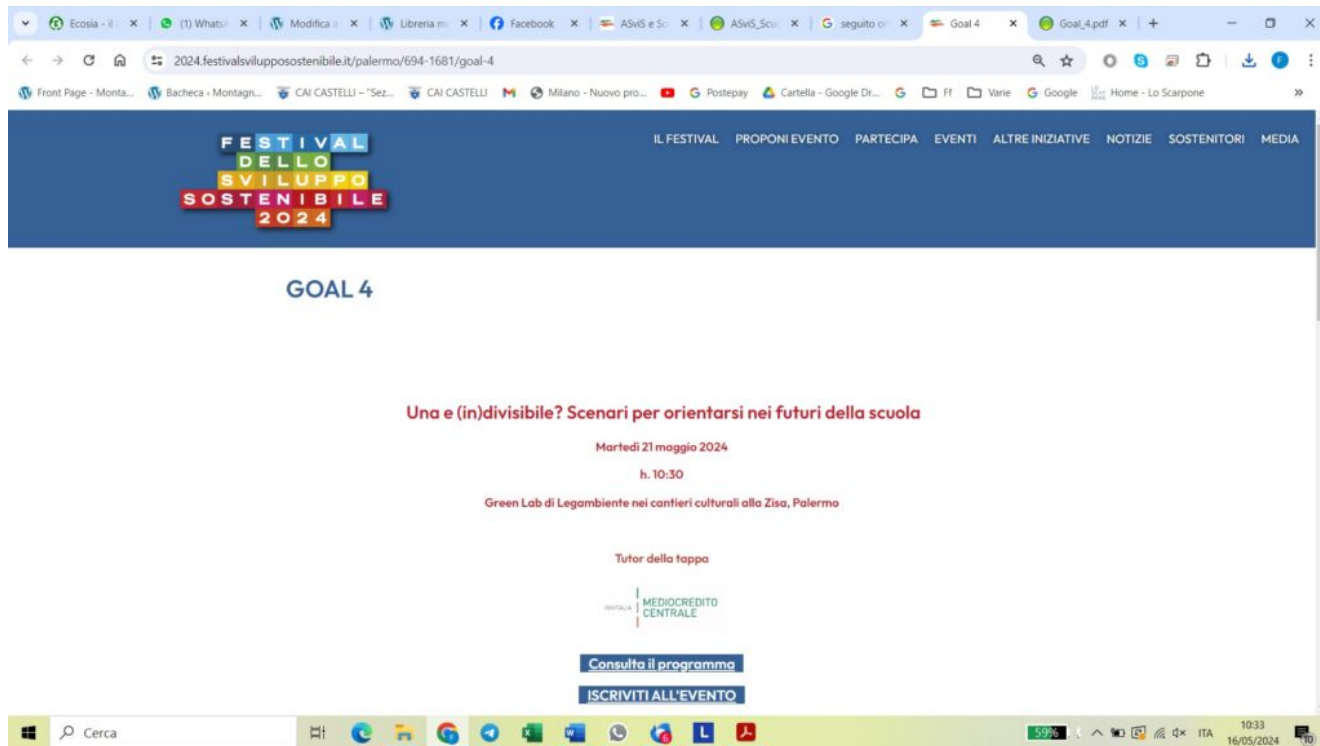 Ecosia - il
(1) WhatsA
Modifica a
Libreria m
Facebook
ASviS e Sc
ASviS_Scu
seguito or
Goal 4
Goal_4.pdf
2024.festivalsvilupposostenibile.it/palermo/694-1681/goal-4
Front Page - Monta...
Bacheca ‹ Montagn...
CAI CASTELLI – "Sez...
CAI CASTELLI
Milano - Nuovo pro...
Postepay
Cartella - Google Dr...
Ff
Varie
Google
Home - Lo Scarpone
»
FESTIVAL
DELLO
SVILUPPO
SOSTENIBILE
2024
IL FESTIVAL
PROPONI EVENTO
PARTECIPA
EVENTI
ALTRE INIZIATIVE
NOTIZIE
SOSTENITORI
MEDIA
GOAL 4
Una e (in)divisibile? Scenari per orientarsi nei futuri della scuola
Martedì 21 maggio 2024
h. 10:30
Green Lab di Legambiente nei cantieri culturali alla Zisa, Palermo
Tutor della tappa
INVITALIA
MEDIOCREDITO
CENTRALE
Consulta il programma
ISCRIVITI ALL'EVENTO
Cerca
59%
ITA
10:33
16/05/2024